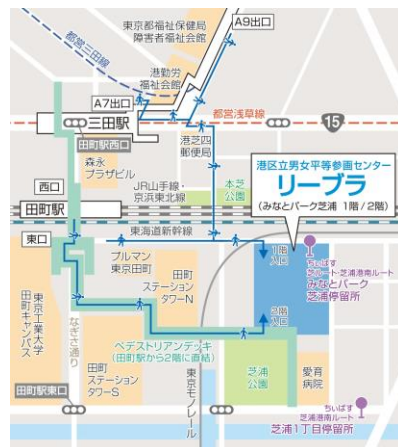 東京都福祉保健局
障害者福祉会館
A9出口
都営三田線
港勤労
福祉会館
A7出口
三田駅
都営浅草線
15
田町駅西口
港芝四
郵便局
森永
プラザビル
港区立男女平等参画センター
リーブラ
(みなとパーク芝浦 1階/2階)
西口
JR山手線・
京浜東北線
本芝
公園
田町駅
東海道新幹線
東口
1階
入口
プルマン
東京田町
田町
ステーション
タワーN
ちぃばす
芝ルート・芝浦港南ルート
みなとパーク
芝浦停留所
2階
入口
東京工業大学
田町キャンパス
なぎさ通り
ペデストリアンデッキ
(田町駅から2階に直結)
田町
ステーション
タワーS
東京モノレール
芝浦
公園
愛育
病院
田町駅東口
ちぃばす
芝浦港南ルート
芝浦1丁目停留所